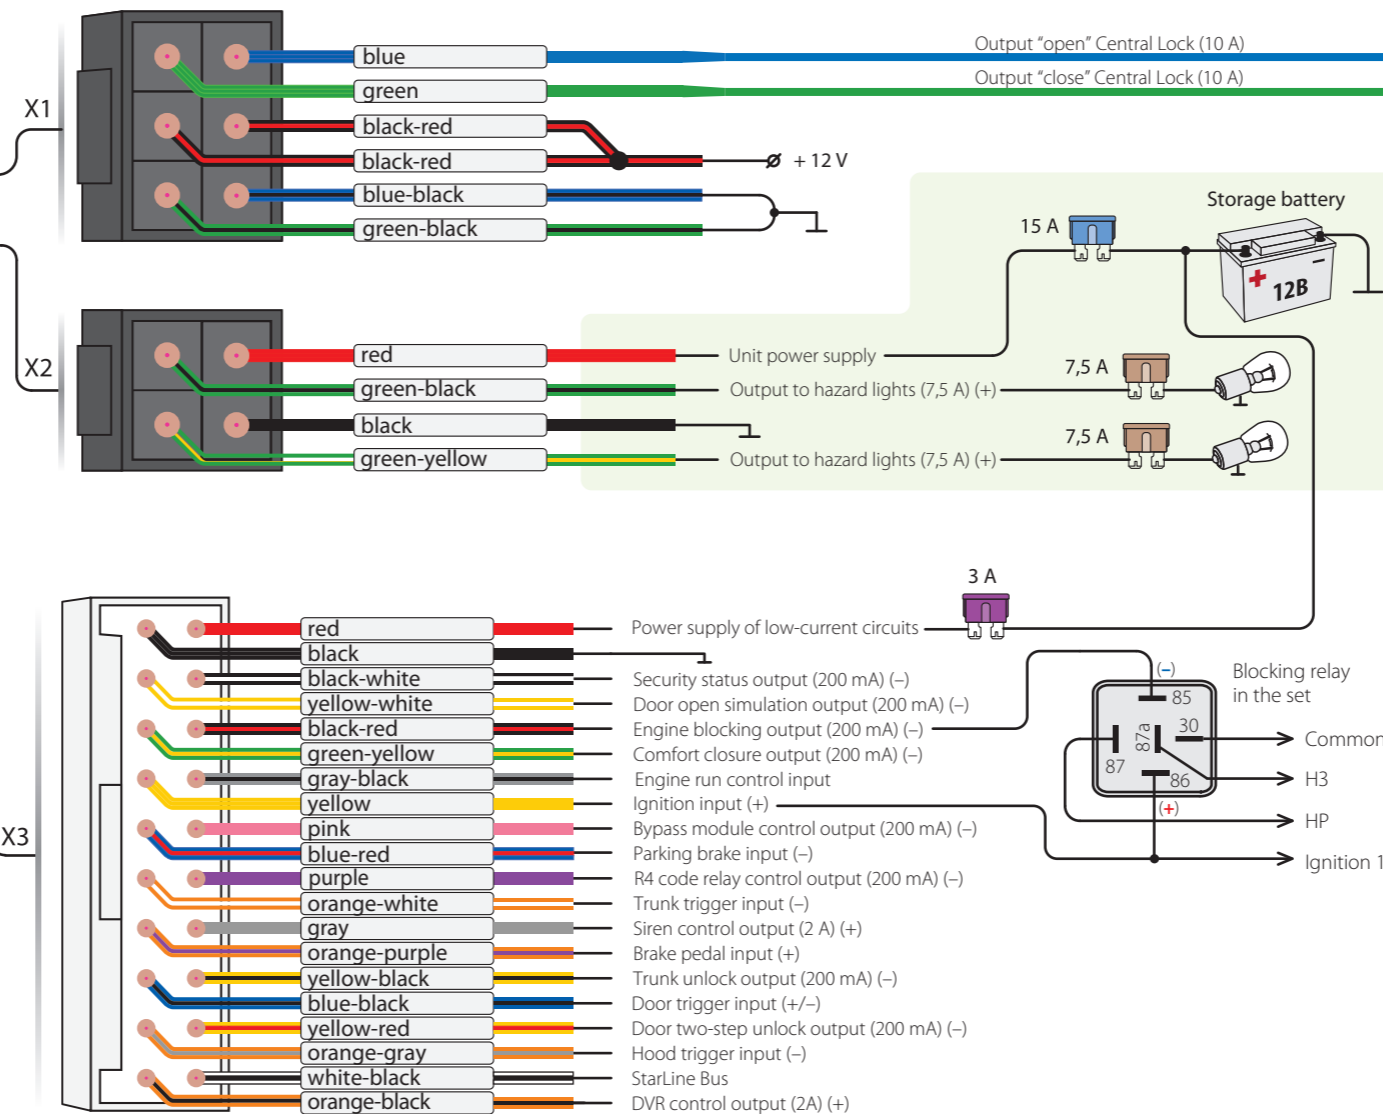 X1
blue
Output “open” Central Lock (10 A)
green
Output “close” Central Lock (10 A)
black-red
black-red
+ 12 V
blue-black
green-black
Storage battery
15 A
+ – 12В
X2
red
Unit power supply
green-black
Output to hazard lights (7,5 A) (+)
7,5 A
black
green-yellow
Output to hazard lights (7,5 A) (+)
7,5 A
X3
3 A
red
Power supply of low-current circuits
black
black-white
Security status output (200 mA) (–)
yellow-white
Door open simulation output (200 mA) (–)
black-red
Engine blocking output (200 mA) (–)
green-yellow
Comfort closure output (200 mA) (–)
gray-black
Engine run control input
yellow
Ignition input (+)
pink
Bypass module control output (200 mA) (–)
blue-red
Parking brake input (–)
purple
R4 code relay control output (200 mA) (–)
orange-white
Trunk trigger input (–)
gray
Siren control output (2 A) (+)
orange-purple
Brake pedal input (+)
yellow-black
Trunk unlock output (200 mA) (–)
blue-black
Door trigger input (+/–)
yellow-red
Door two-step unlock output (200 mA) (–)
orange-gray
Hood trigger input (–)
white-black
StarLine Bus
orange-black
DVR control output (2A) (+)
Blocking relay
in the set
(–)
85
30
87a
87
86
(+)
Common
H3
HP
Ignition 1